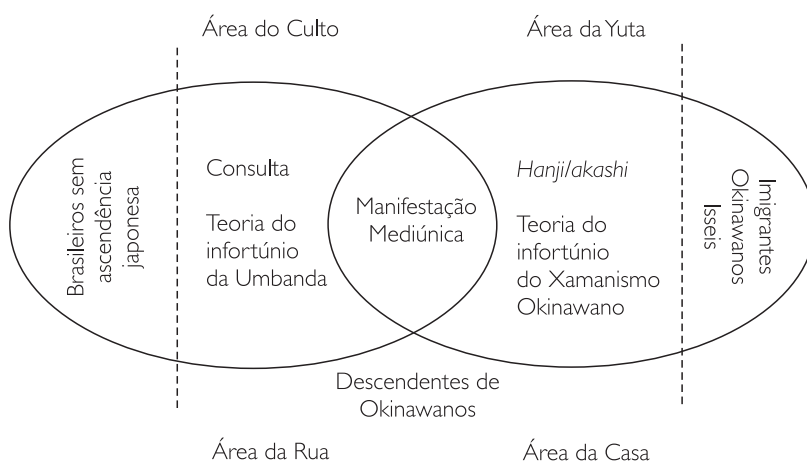 Área do Culto
Área da Yuta
Brasileiros sem
ascendência
japonesa
Consulta
Teoria do
infortúnio
da Umbanda
Manifestação
Mediúnica
Hanji/akashi
Teoria do
infortúnio
do Xamanismo
Okinawano
Imigrantes
Okinawanos
Isseis
Descendentes de
Okinawanos
Área da Rua
Área da Casa